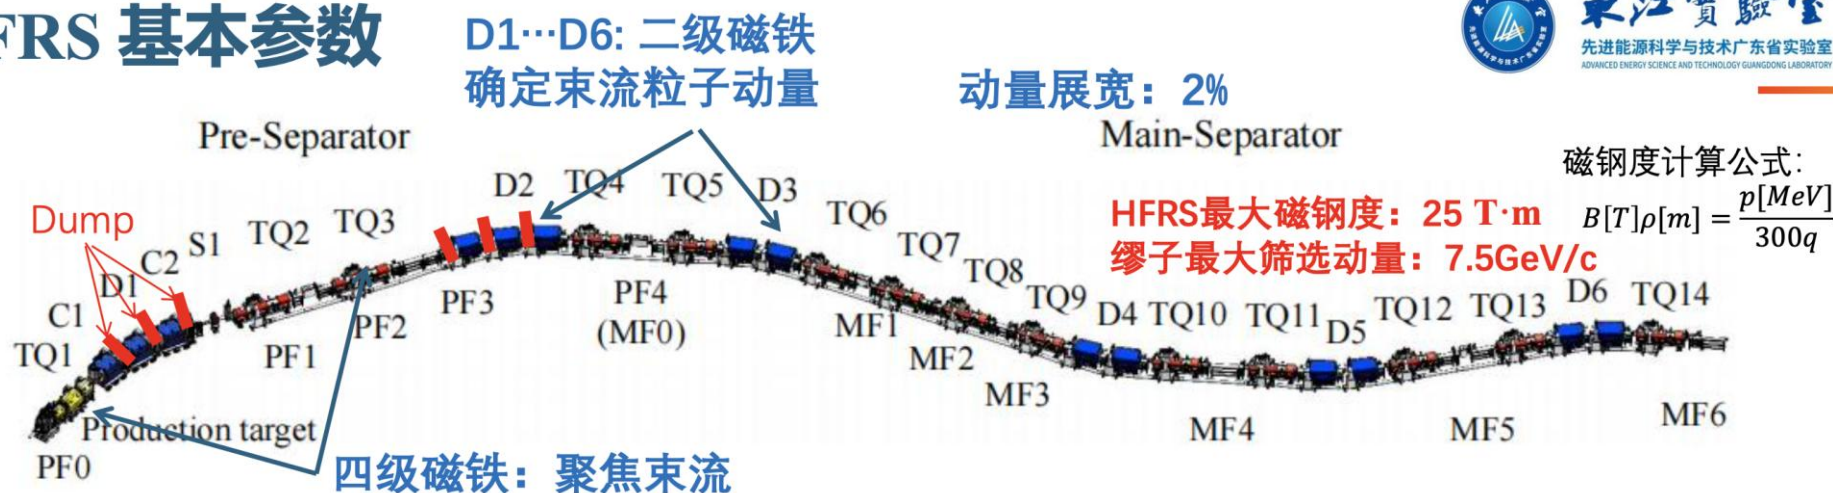 FRS 基本参数
D1…D6: 二级磁铁
确定束流粒子动量
动量展宽：2%
東江實驗室
先进能源科学与技术广东省实验室
ADVANCED ENERGY SCIENCE AND TECHNOLOGY GUANGDONG LABORATORY
Pre-Separator
Main-Separator
磁钢度计算公式:
B[T]ρ[m] = p[MeV] / 300q
HFRS最大磁钢度：25 T·m
缪子最大筛选动量：7.5GeV/c
Dump
TQ1
C1
D1
C2
S1
TQ2
TQ3
D2
TQ4
TQ5
D3
TQ6
TQ7
TQ8
TQ9
D4
TQ10
TQ11
D5
TQ12
TQ13
D6
TQ14
PF0
Production target
PF1
PF2
PF3
PF4
(MF0)
MF1
MF2
MF3
MF4
MF5
MF6
四级磁铁：聚焦束流